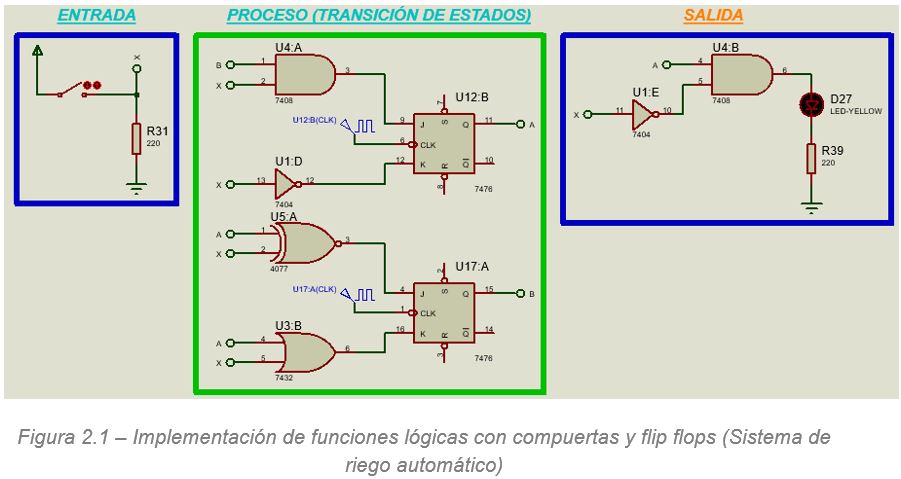 ENTRADA
PROCESO (TRANSICIÓN DE ESTADOS)
SALIDA
X
R31
220
U4:A
B
1
X
2
3
7408
U12:B(CLK)
U12:B
7
9
J
S
Q
11
A
6
CLK
12
K
R
Q
10
8
7476
U1:D
X
13
12
7404
U5:A
A
1
X
2
3
4077
U17:A(CLK)
U17:A
2
4
J
S
Q
15
B
1
CLK
16
K
R
Q
14
3
7476
U3:B
A
4
X
5
6
7432
U4:B
A
4
5
6
7408
U1:E
X
11
10
7404
D27
LED-YELLOW
R39
220
Figura 2.1 – Implementación de funciones lógicas con compuertas y flip flops (Sistema de
riego automático)